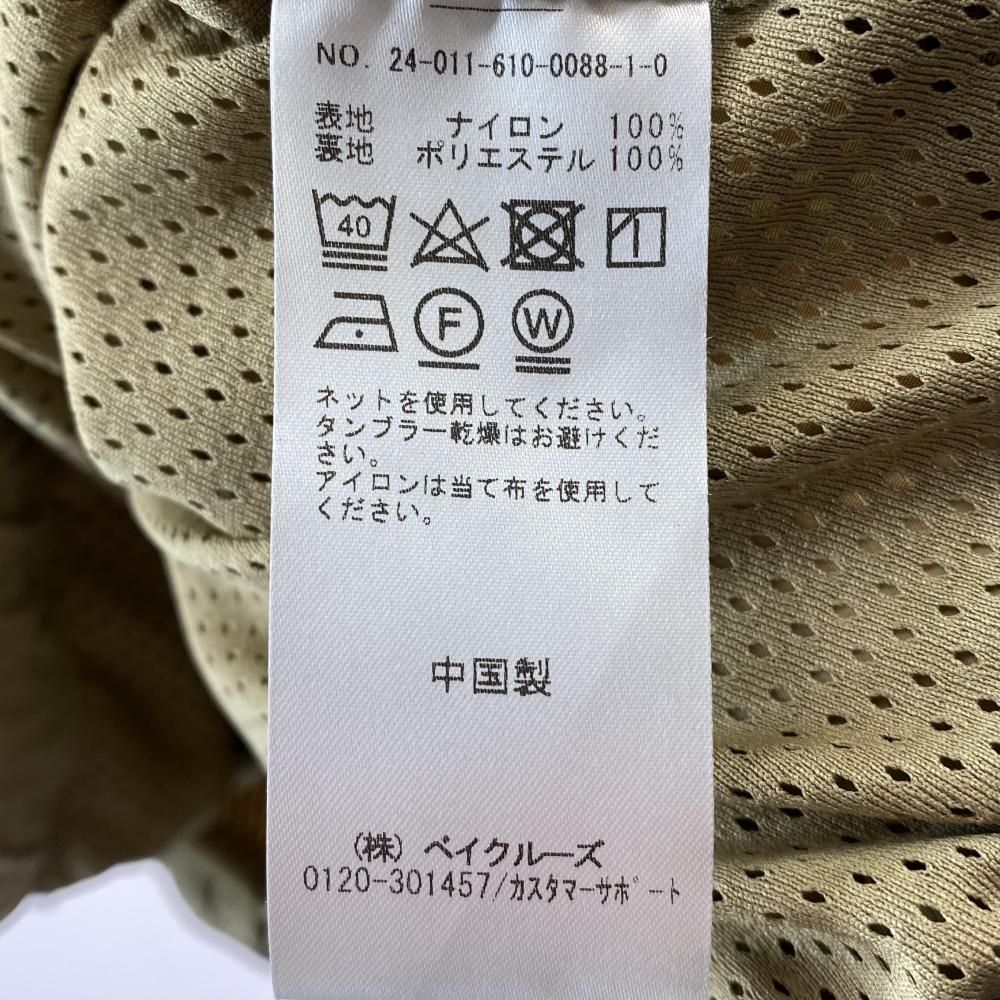 NO. 24-011-610-0088-1-0
表地 ナイロン 100%
裏地 ポリエステル 100%
40
F W
ネットを使用してください。
タンブラー乾燥はお避けくだ
さい。
アイロンは当て布を使用して
ください。
中国製
(株) ベイクルーズ
0120-301457/カスタマーサポート